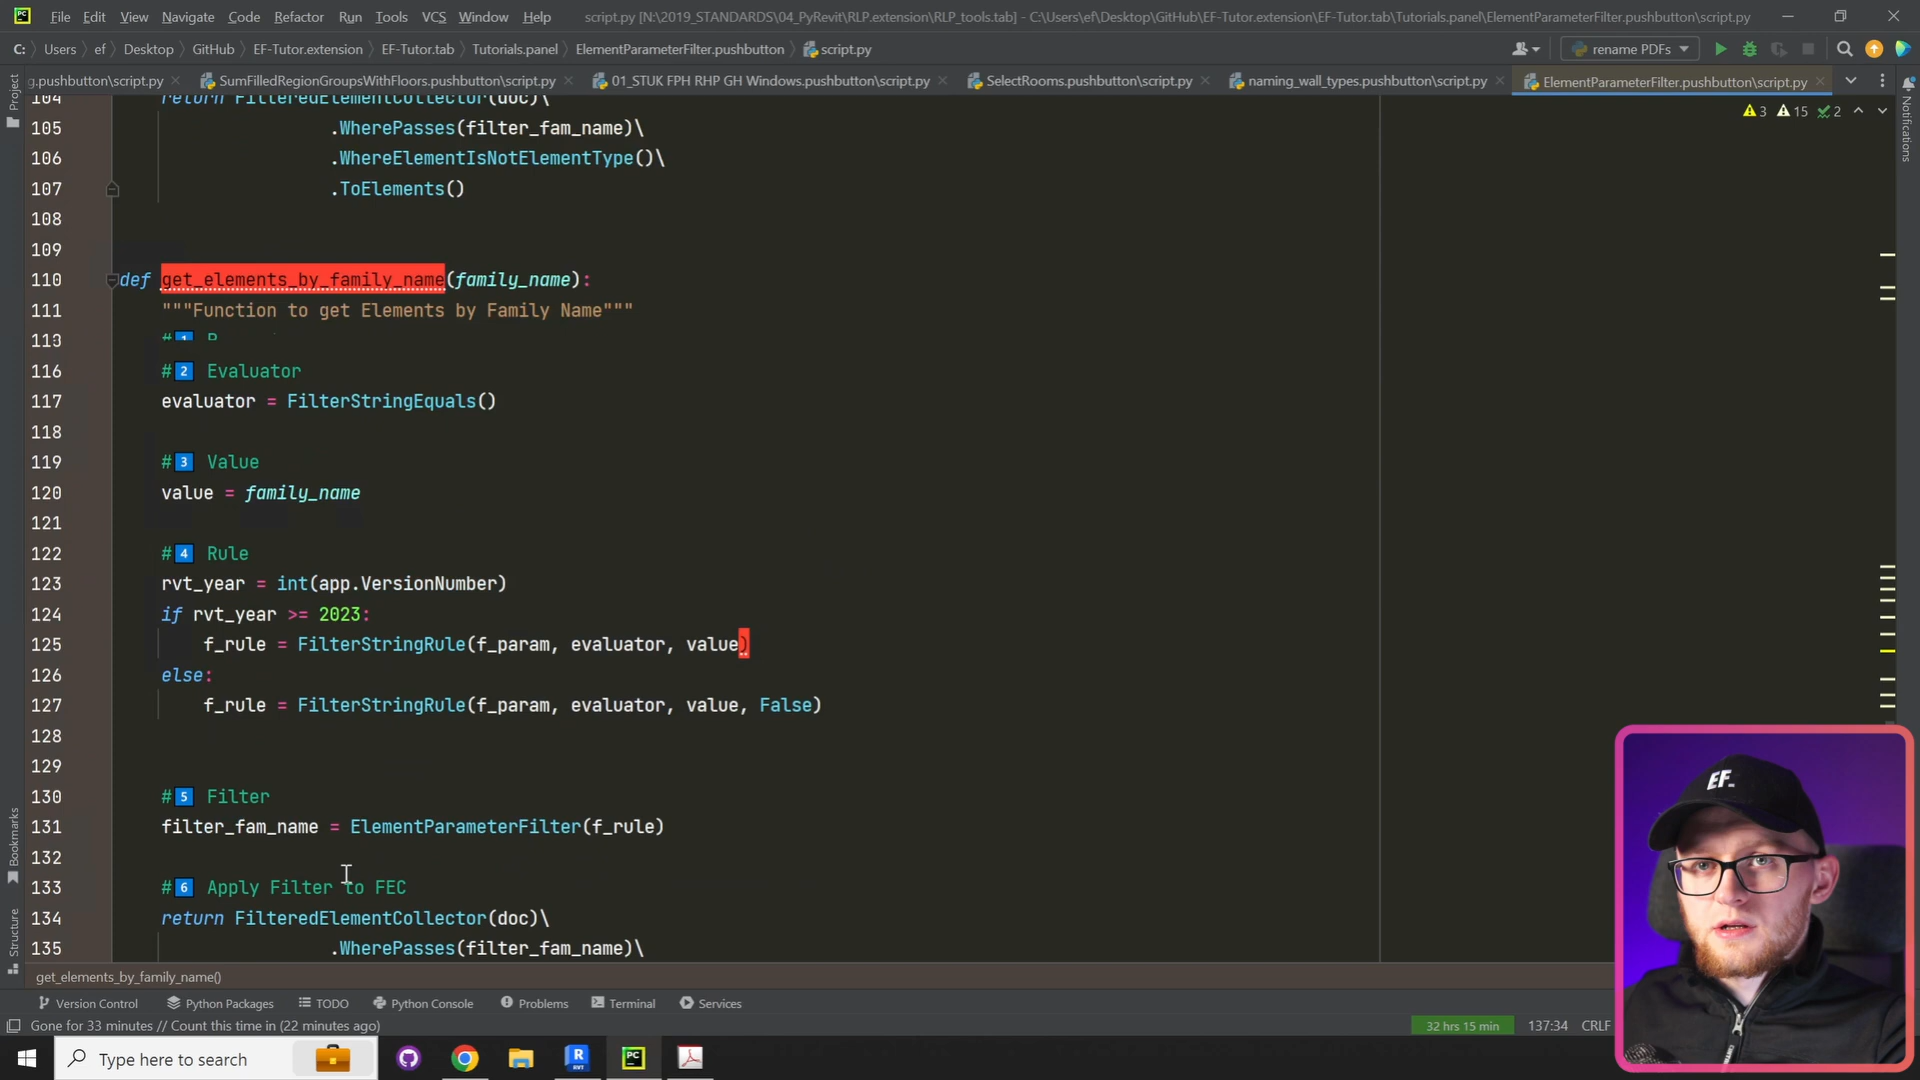 File Edit View Navigate Code Refactor Run Tools VCS Window Help script.py [N:\2019_STANDARDS\04_PyRevit\RLP.extension\RLP_tools.tab] - C:\Users\ef\Desktop\GitHub\EF-Tutor.extension\EF-Tutor.tab\Tutorials.panel\ElementParameterFilter.pushbutton\script.py
C: Users ef Desktop GitHub EF-Tutor.extension EF-Tutor.tab Tutorials.panel ElementParameterFilter.pushbutton script.py rename PDFs
g.pushbutton\script.py SumFilledRegionGroupsWithFloors.pushbutton\script.py 01_STUK FPH RHP GH Windows.pushbutton\script.py SelectRooms.pushbutton\script.py naming_wall_types.pushbutton\script.py ElementParameterFilter.pushbutton\script.py
Project
Notifications
3 15 2
104 return FilteredElementCollector(doc)\
105 .WherePasses(filter_fam_name)\
106 .WhereElementIsNotElementType()\
107 .ToElements()
108
109
110 def get_elements_by_family_name(family_name):
111 """Function to get Elements by Family Name"""
#1
116 #2 Evaluator
117 evaluator = FilterStringEquals()
118
119 #3 Value
120 value = family_name
121
122 #4 Rule
123 rvt_year = int(app.VersionNumber)
124 if rvt_year >= 2023:
125 f_rule = FilterStringRule(f_param, evaluator, value)
126 else:
127 f_rule = FilterStringRule(f_param, evaluator, value, False)
128
129
130 #5 Filter
131 filter_fam_name = ElementParameterFilter(f_rule)
132
133 #6 Apply Filter to FEC
134 return FilteredElementCollector(doc)\
135 .WherePasses(filter_fam_name)\
Bookmarks
Structure
EF.
get_elements_by_family_name()
Version Control Python Packages TODO Python Console Problems Terminal Services
Gone for 33 minutes // Count this time in (22 minutes ago) 32 hrs 15 min 137:34 CRLF
Type here to search